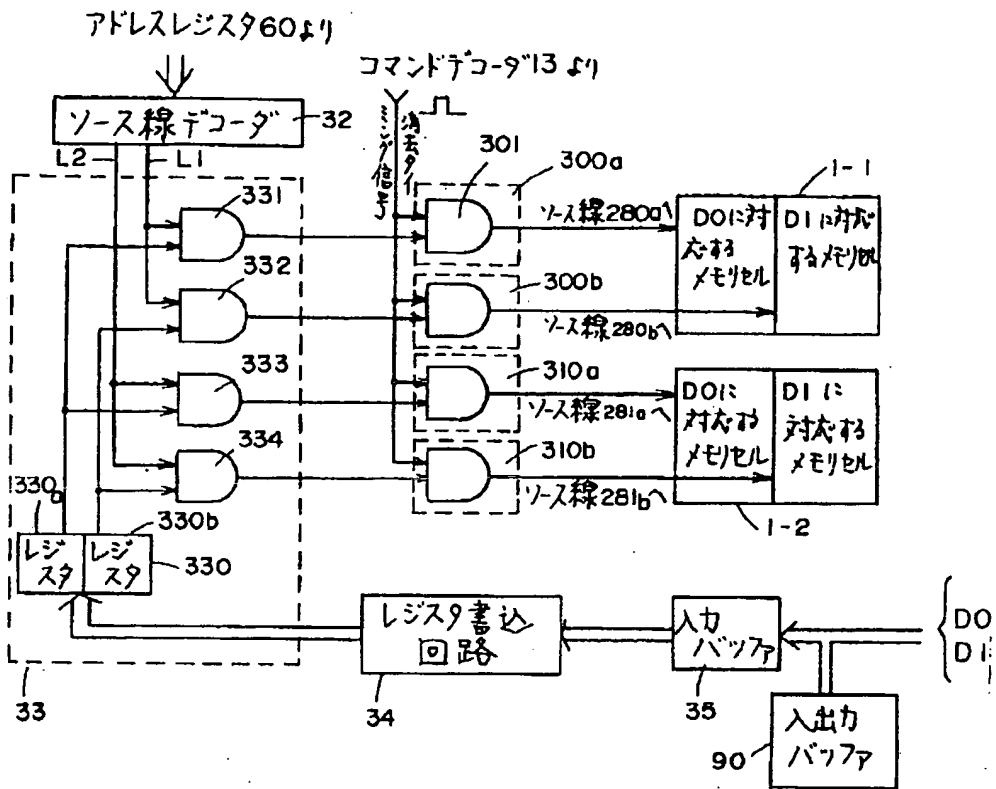 アドレスレジスタ60より
コマンドデコーダ13より
ソース線デコーダ
32
L2
L1
消去タイ
ミング信号
331
332
333
334
301
300a
300b
310a
310b
ソース線280aへ
ソース線280bへ
ソース線281aへ
ソース線281bへ
1-1
D0に対
応する
メモリセル
D1に対応
するメモリセル
D0に
対応する
メモリセル
D1に
対応する
メモリセル
1-2
330a
330b
レジ
スタ
レジ
スタ
330
33
レジスタ書込
回路
34
入力
バッファ
35
D0
D1
入出力
バッファ
90